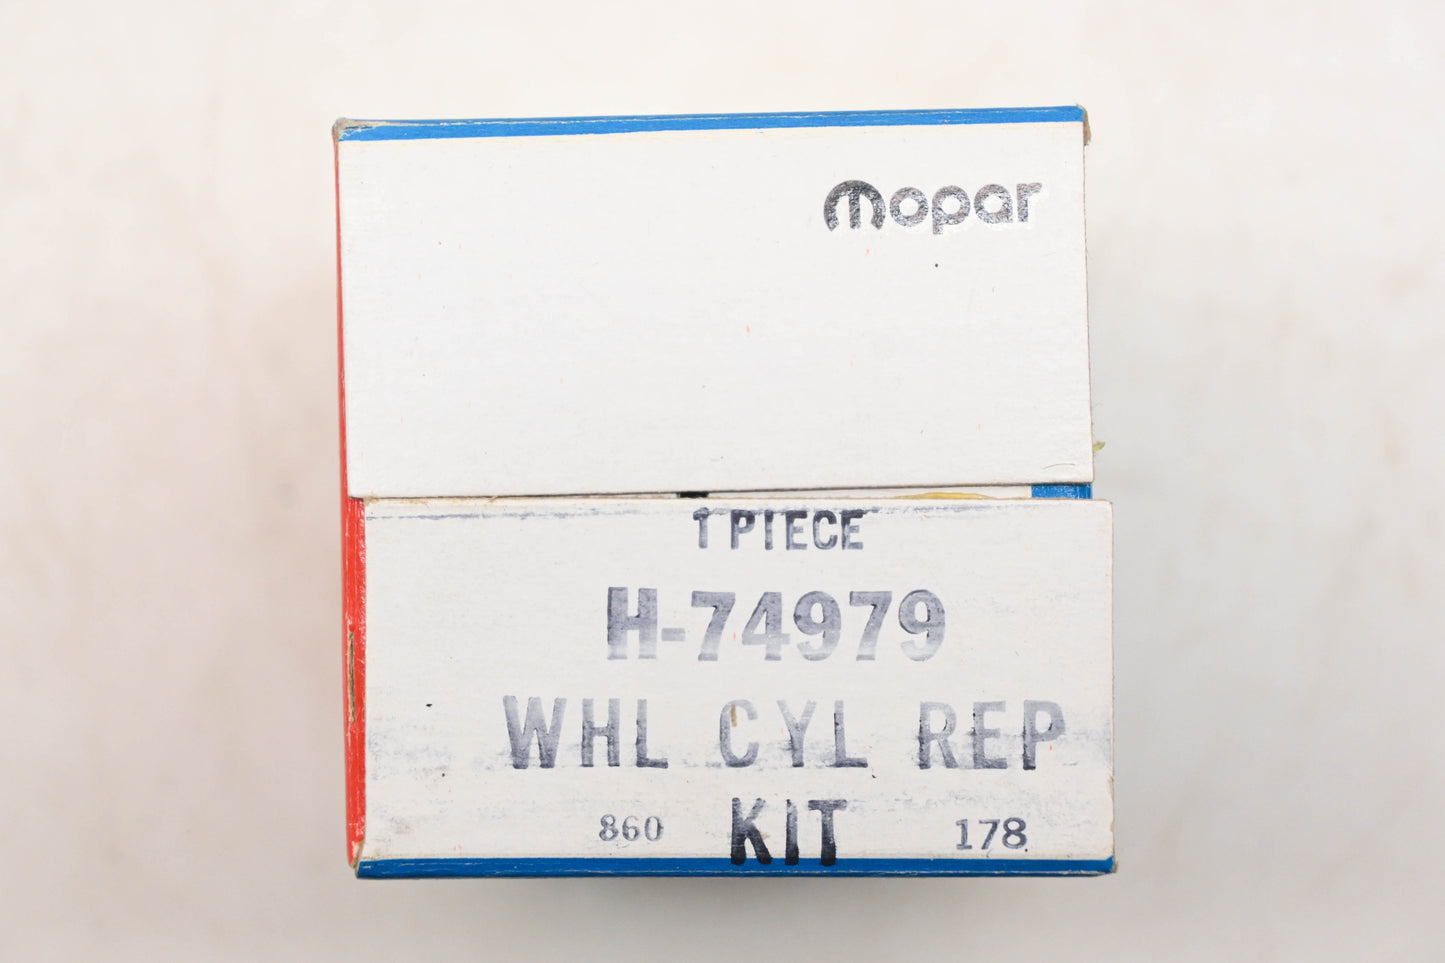 mopar
1 PIECE
H-74979
WHL CYL REP
KIT
860
178